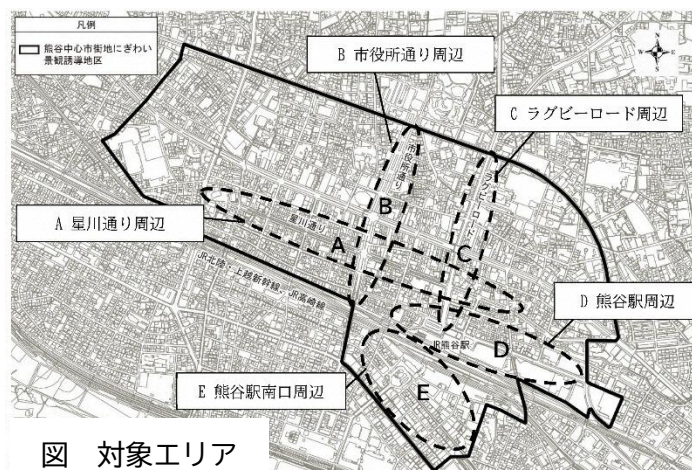 凡例
熊谷中心市街地にぎわい
景観誘導地区
B 市役所通り周辺
N
W
E
S
C ラグビーロード周辺
市役所通り
ラグビーロード
B
星川通り
A 星川通り周辺
A
C
JR北陸・上越新幹線、JR高崎線
D 熊谷駅周辺
JR熊谷駅
D
E 熊谷駅南口周辺
E
図 対象エリア